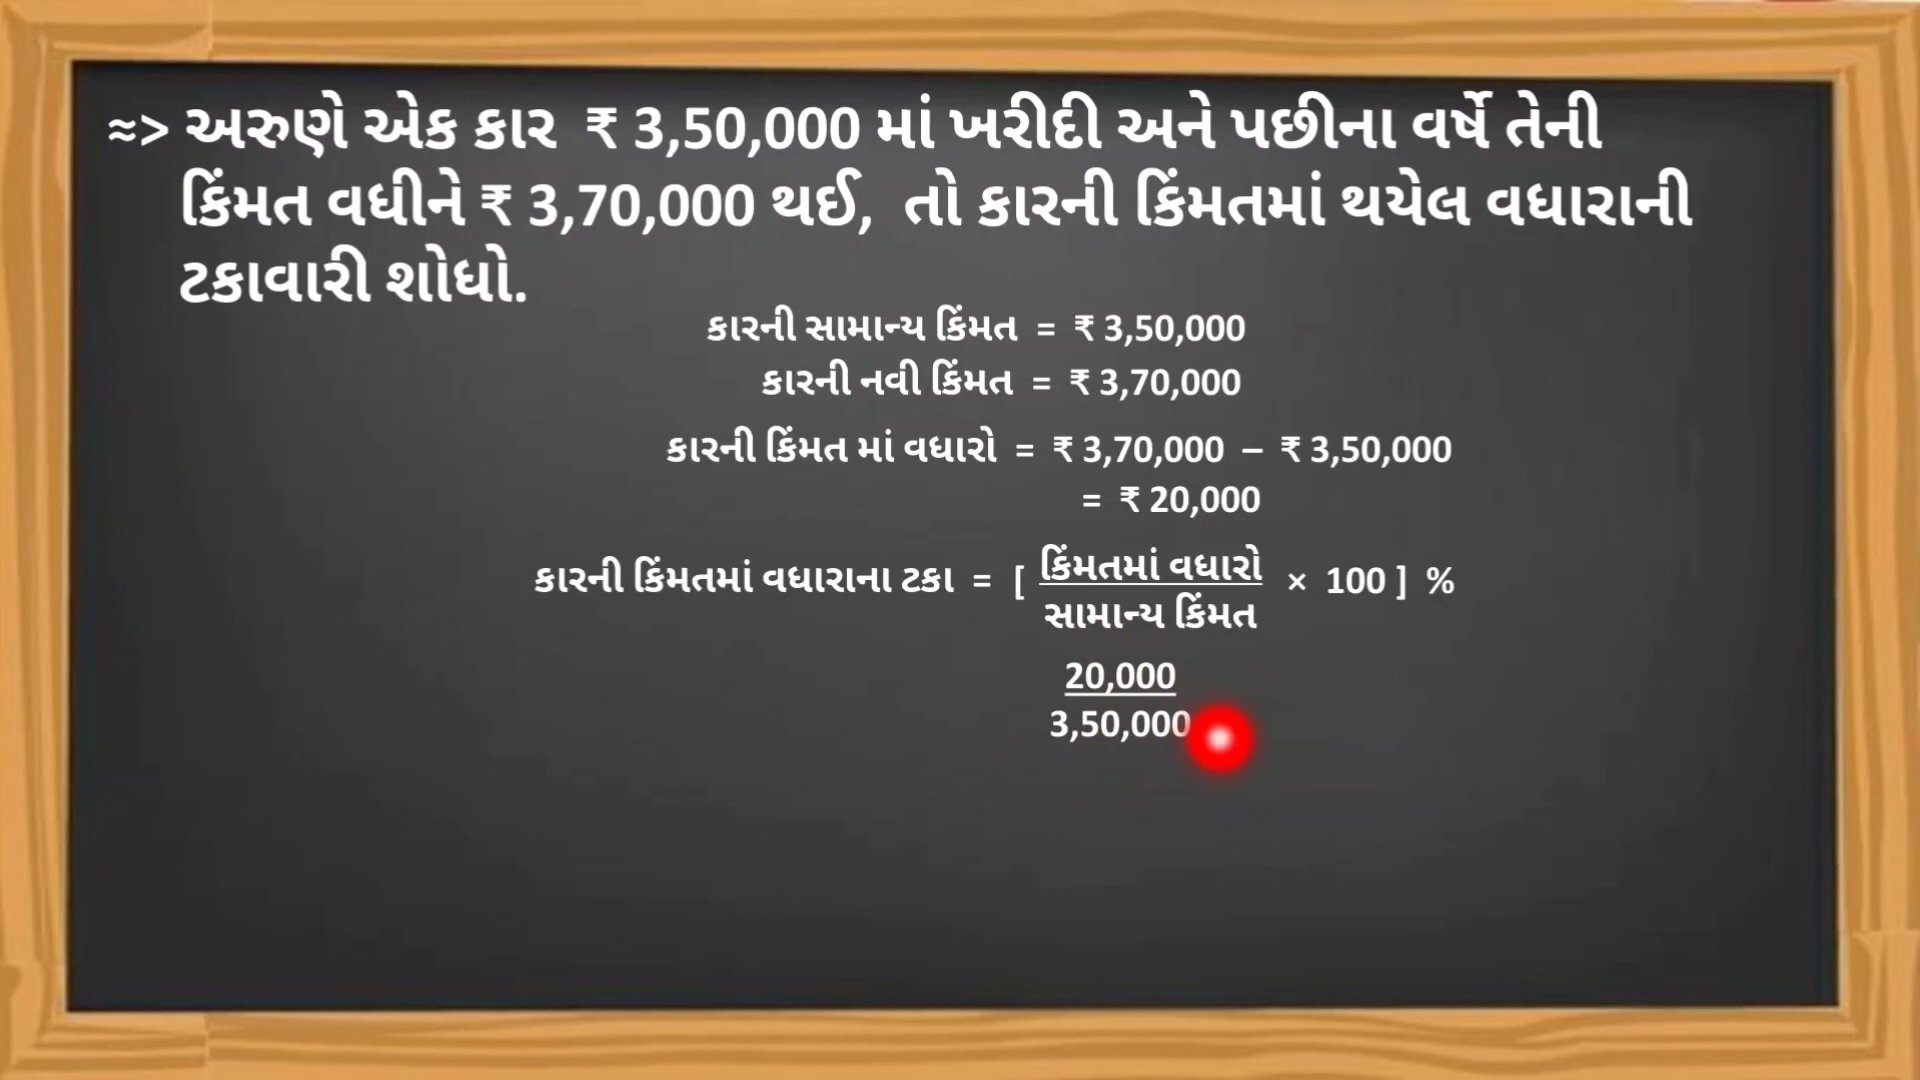 ≈> અરુણે એક કાર ₹ 3,50,000 માં ખરીદી અને પછીના વર્ષે તેની
કિંમત વધીને ₹ 3,70,000 થઈ, તો કારની કિંમતમાં થયેલ વધારાની
ટકાવારી શોધો.
કારની સામાન્ય કિંમત = ₹ 3,50,000
કારની નવી કિંમત = ₹ 3,70,000
કારની કિંમત માં વધારો = ₹ 3,70,000 – ₹ 3,50,000
= ₹ 20,000
કારની કિંમતમાં વધારાના ટકા = [ કિંમતમાં વધારો × 100 ] %
સામાન્ય કિંમત
20,000
3,50,000